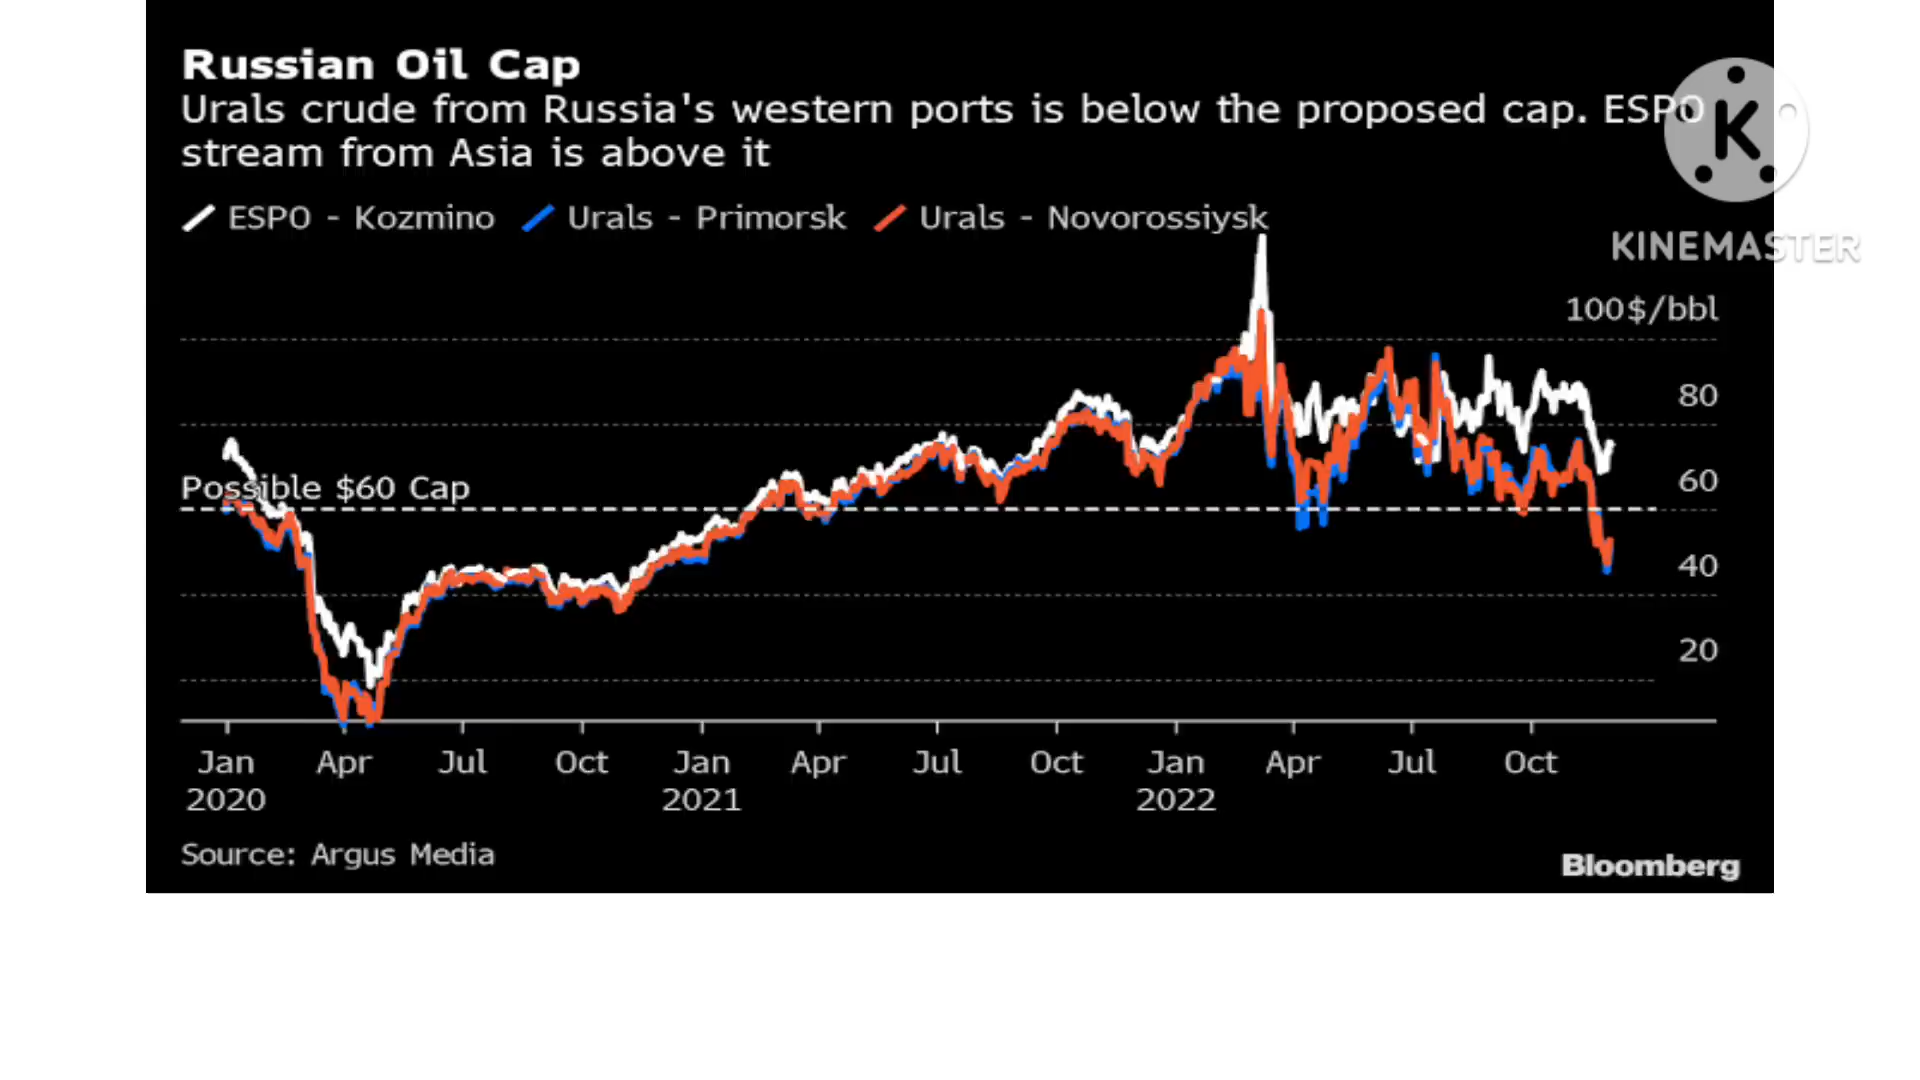 Russian Oil Cap
Urals crude from Russia's western ports is below the proposed cap. ESPO
stream from Asia is above it
ESPO - Kozmino Urals - Primorsk Urals - Novorossiysk
K
KINEMASTER
100$/bbl
80
Possible $60 Cap
60
40
20
Jan Apr Jul Oct Jan Apr Jul Oct Jan Apr Jul Oct
2020 2021 2022
Source: Argus Media
Bloomberg